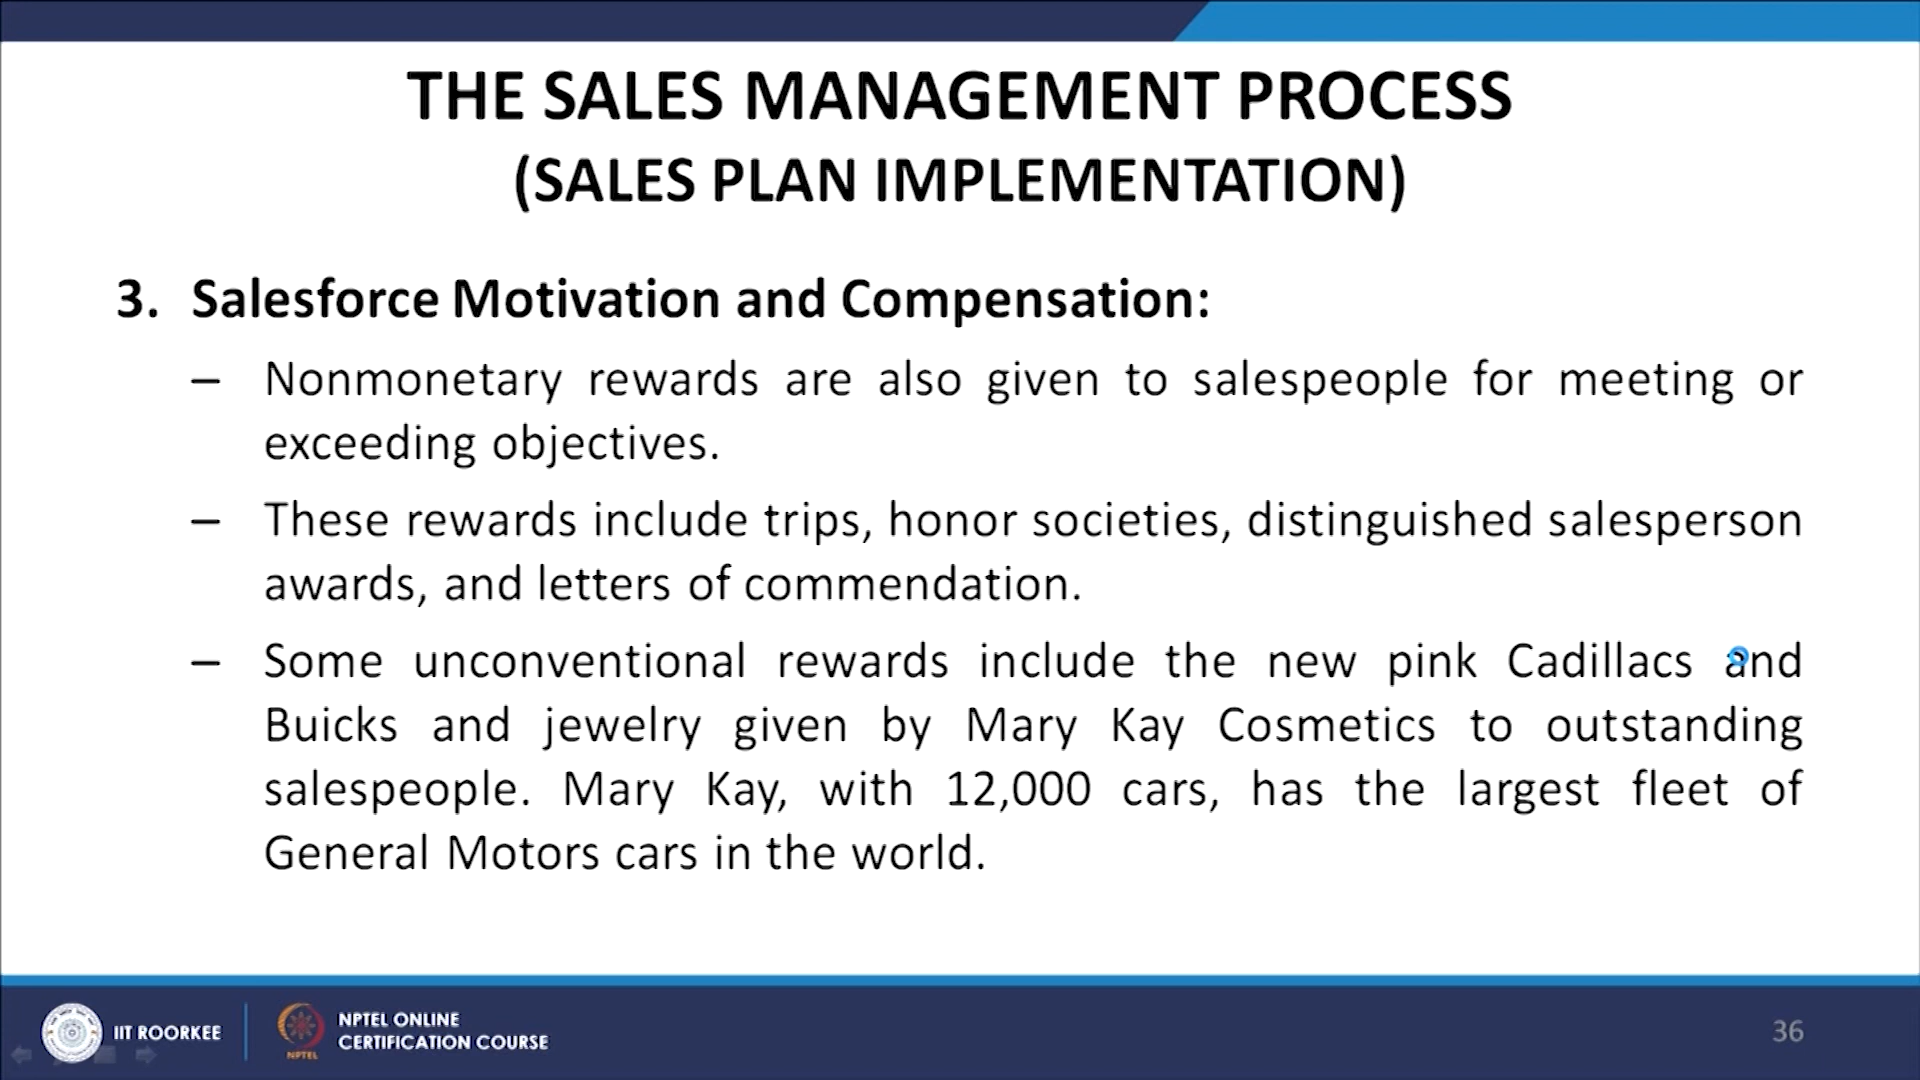 THE SALES MANAGEMENT PROCESS
(SALES PLAN IMPLEMENTATION)
3. Salesforce Motivation and Compensation:
– Nonmonetary rewards are also given to salespeople for meeting or
exceeding objectives.
– These rewards include trips, honor societies, distinguished salesperson
awards, and letters of commendation.
– Some unconventional rewards include the new pink Cadillacs and
Buicks and jewelry given by Mary Kay Cosmetics to outstanding
salespeople. Mary Kay, with 12,000 cars, has the largest fleet of
General Motors cars in the world.
IIT ROORKEE
NPTEL
NPTEL ONLINE
CERTIFICATION COURSE
36